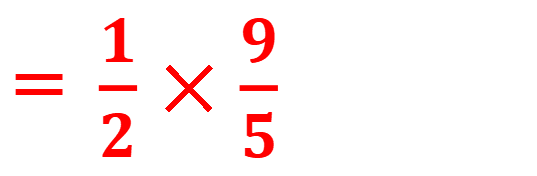 = 1/2 × 9/5